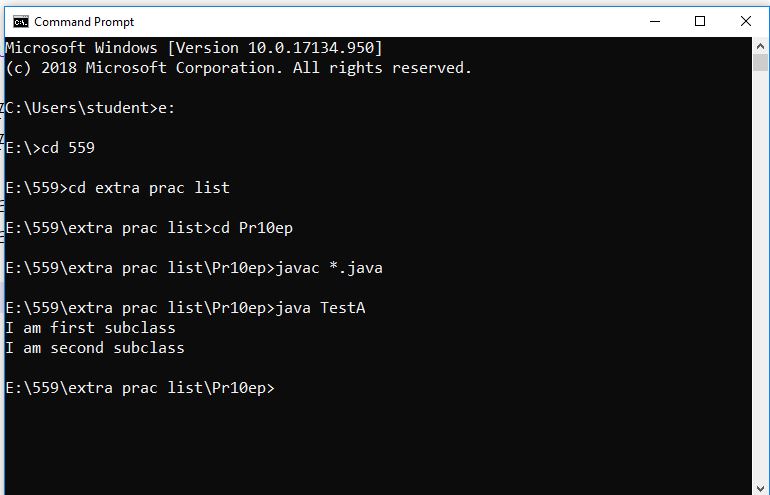 Command Prompt
Microsoft Windows [Version 10.0.17134.950]
(c) 2018 Microsoft Corporation. All rights reserved.
C:\Users\student>e:
E:\>cd 559
E:\559>cd extra prac list
E:\559\extra prac list>cd Pr10ep
E:\559\extra prac list\Pr10ep>javac *.java
E:\559\extra prac list\Pr10ep>java TestA
I am first subclass
I am second subclass
E:\559\extra prac list\Pr10ep>